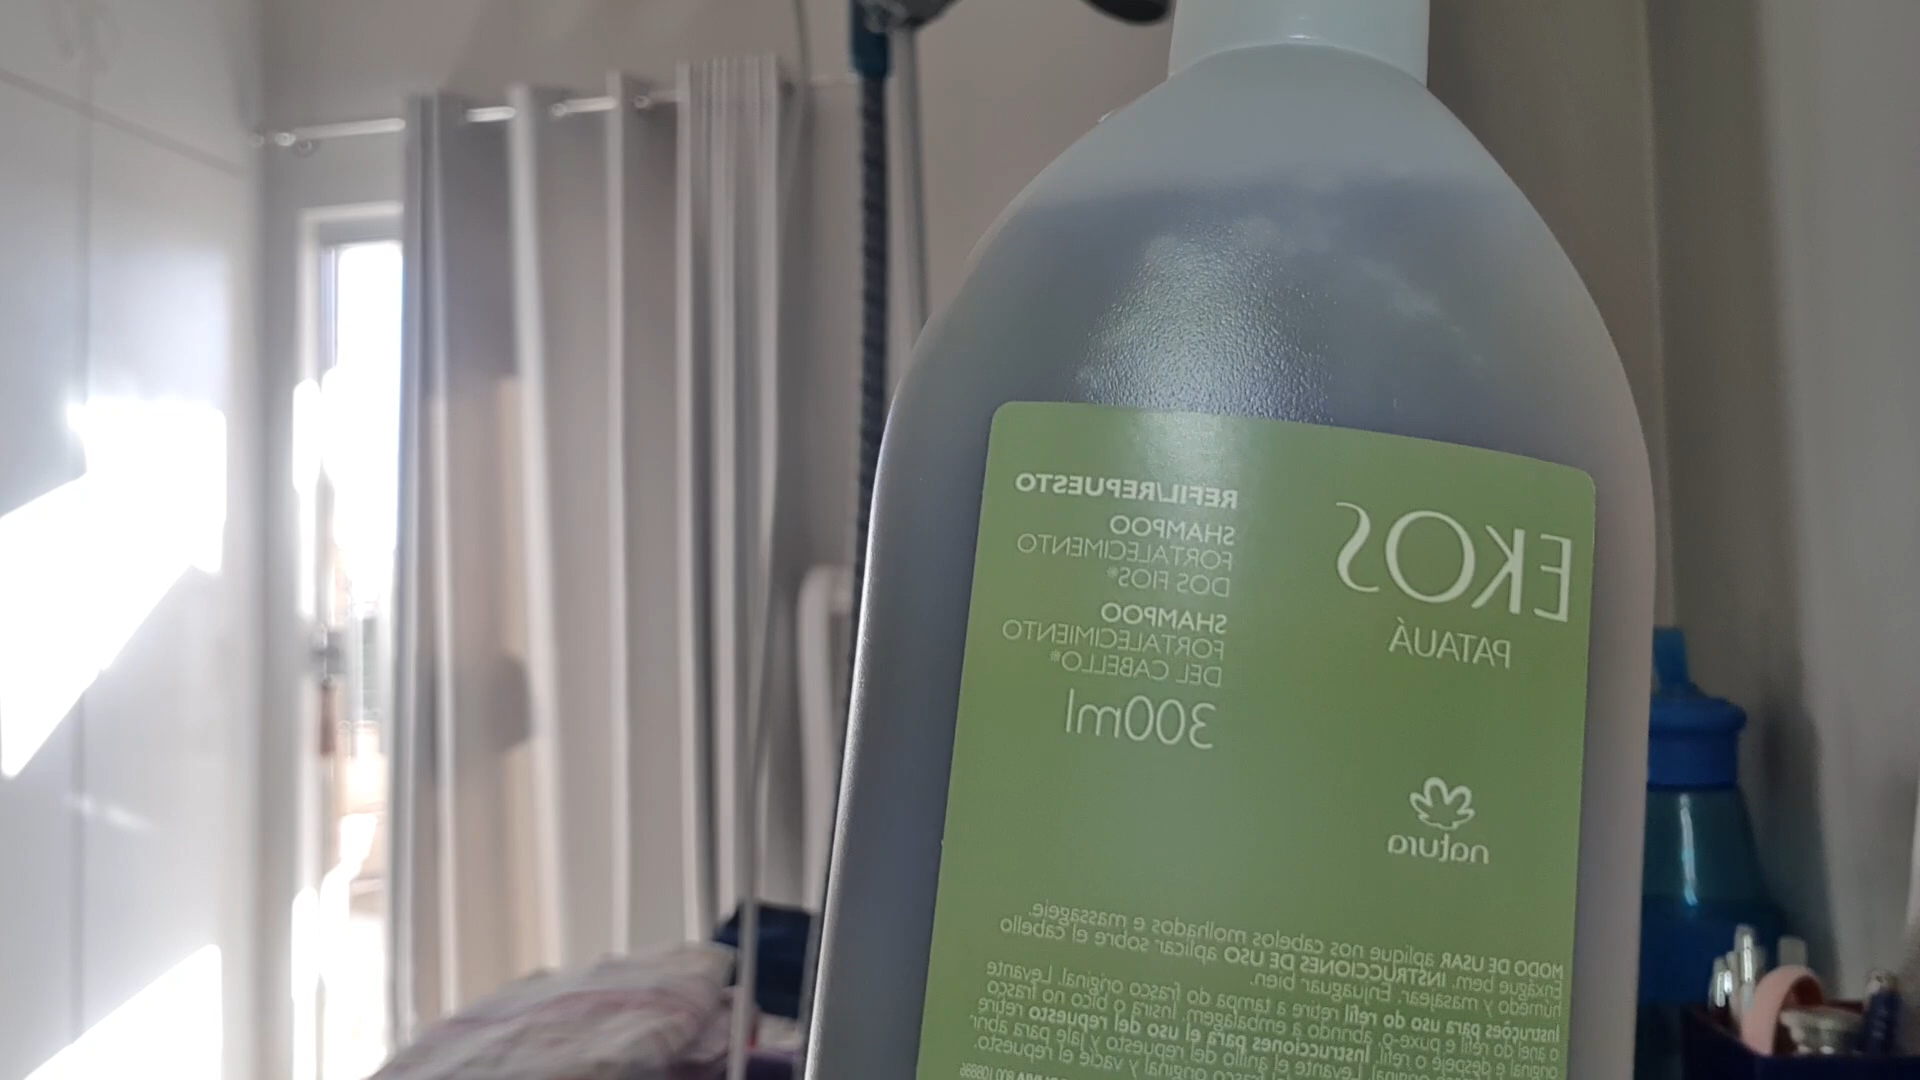 EKOS
PATAUÁ
REFIL/REPUESTO
SHAMPOO
FORTALECIMENTO
DOS FIOS*
SHAMPOO
FORTALECIMIENTO
DEL CABELLO*
300ml
natura
MODO DE USAR aplique nos cabelos molhados e massageie.
Enxágue bem. INSTRUCCIONES DE USO aplicar sobre el cabello
húmedo y masajear. Enjuaguar bien.
Instruções para uso do refil retire a tampa do frasco original. Levante
o anel do refil e puxe-o, abrindo a embalagem. Insira o bico no frasco
original e despeje o refil. Instrucciones para el uso del repuesto retire
original. Levante el anillo del repuesto y jale para abrir
frasco original y vacíe el repuesto.
800 108886